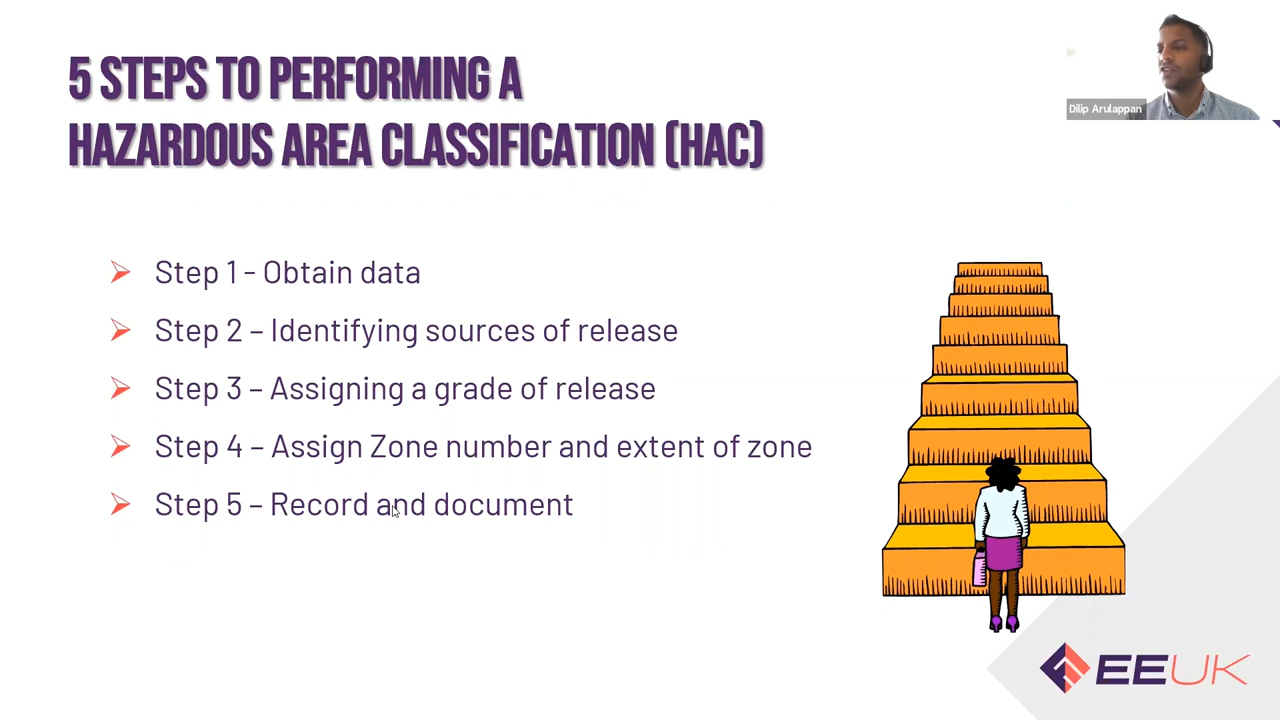 5 STEPS TO PERFORMING A
HAZARDOUS AREA CLASSIFICATION (HAC)
Dilip Arulappan
Step 1 - Obtain data
Step 2 – Identifying sources of release
Step 3 – Assigning a grade of release
Step 4 – Assign Zone number and extent of zone
Step 5 – Record and document
EEUK